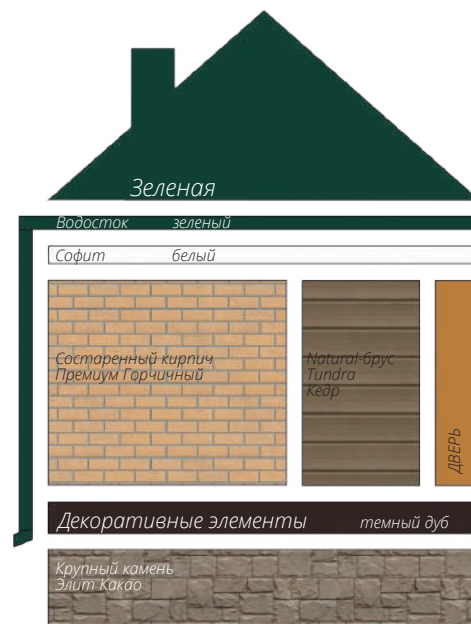 Зеленая
Водосток зеленый
Софит белый
Состаренный кирпич
Премиум Горчичный
Natural-брус
Tundra
Кедр
ДВЕРЬ
Декоративные элементы темный дуб
Крупный камень
Элит Какао